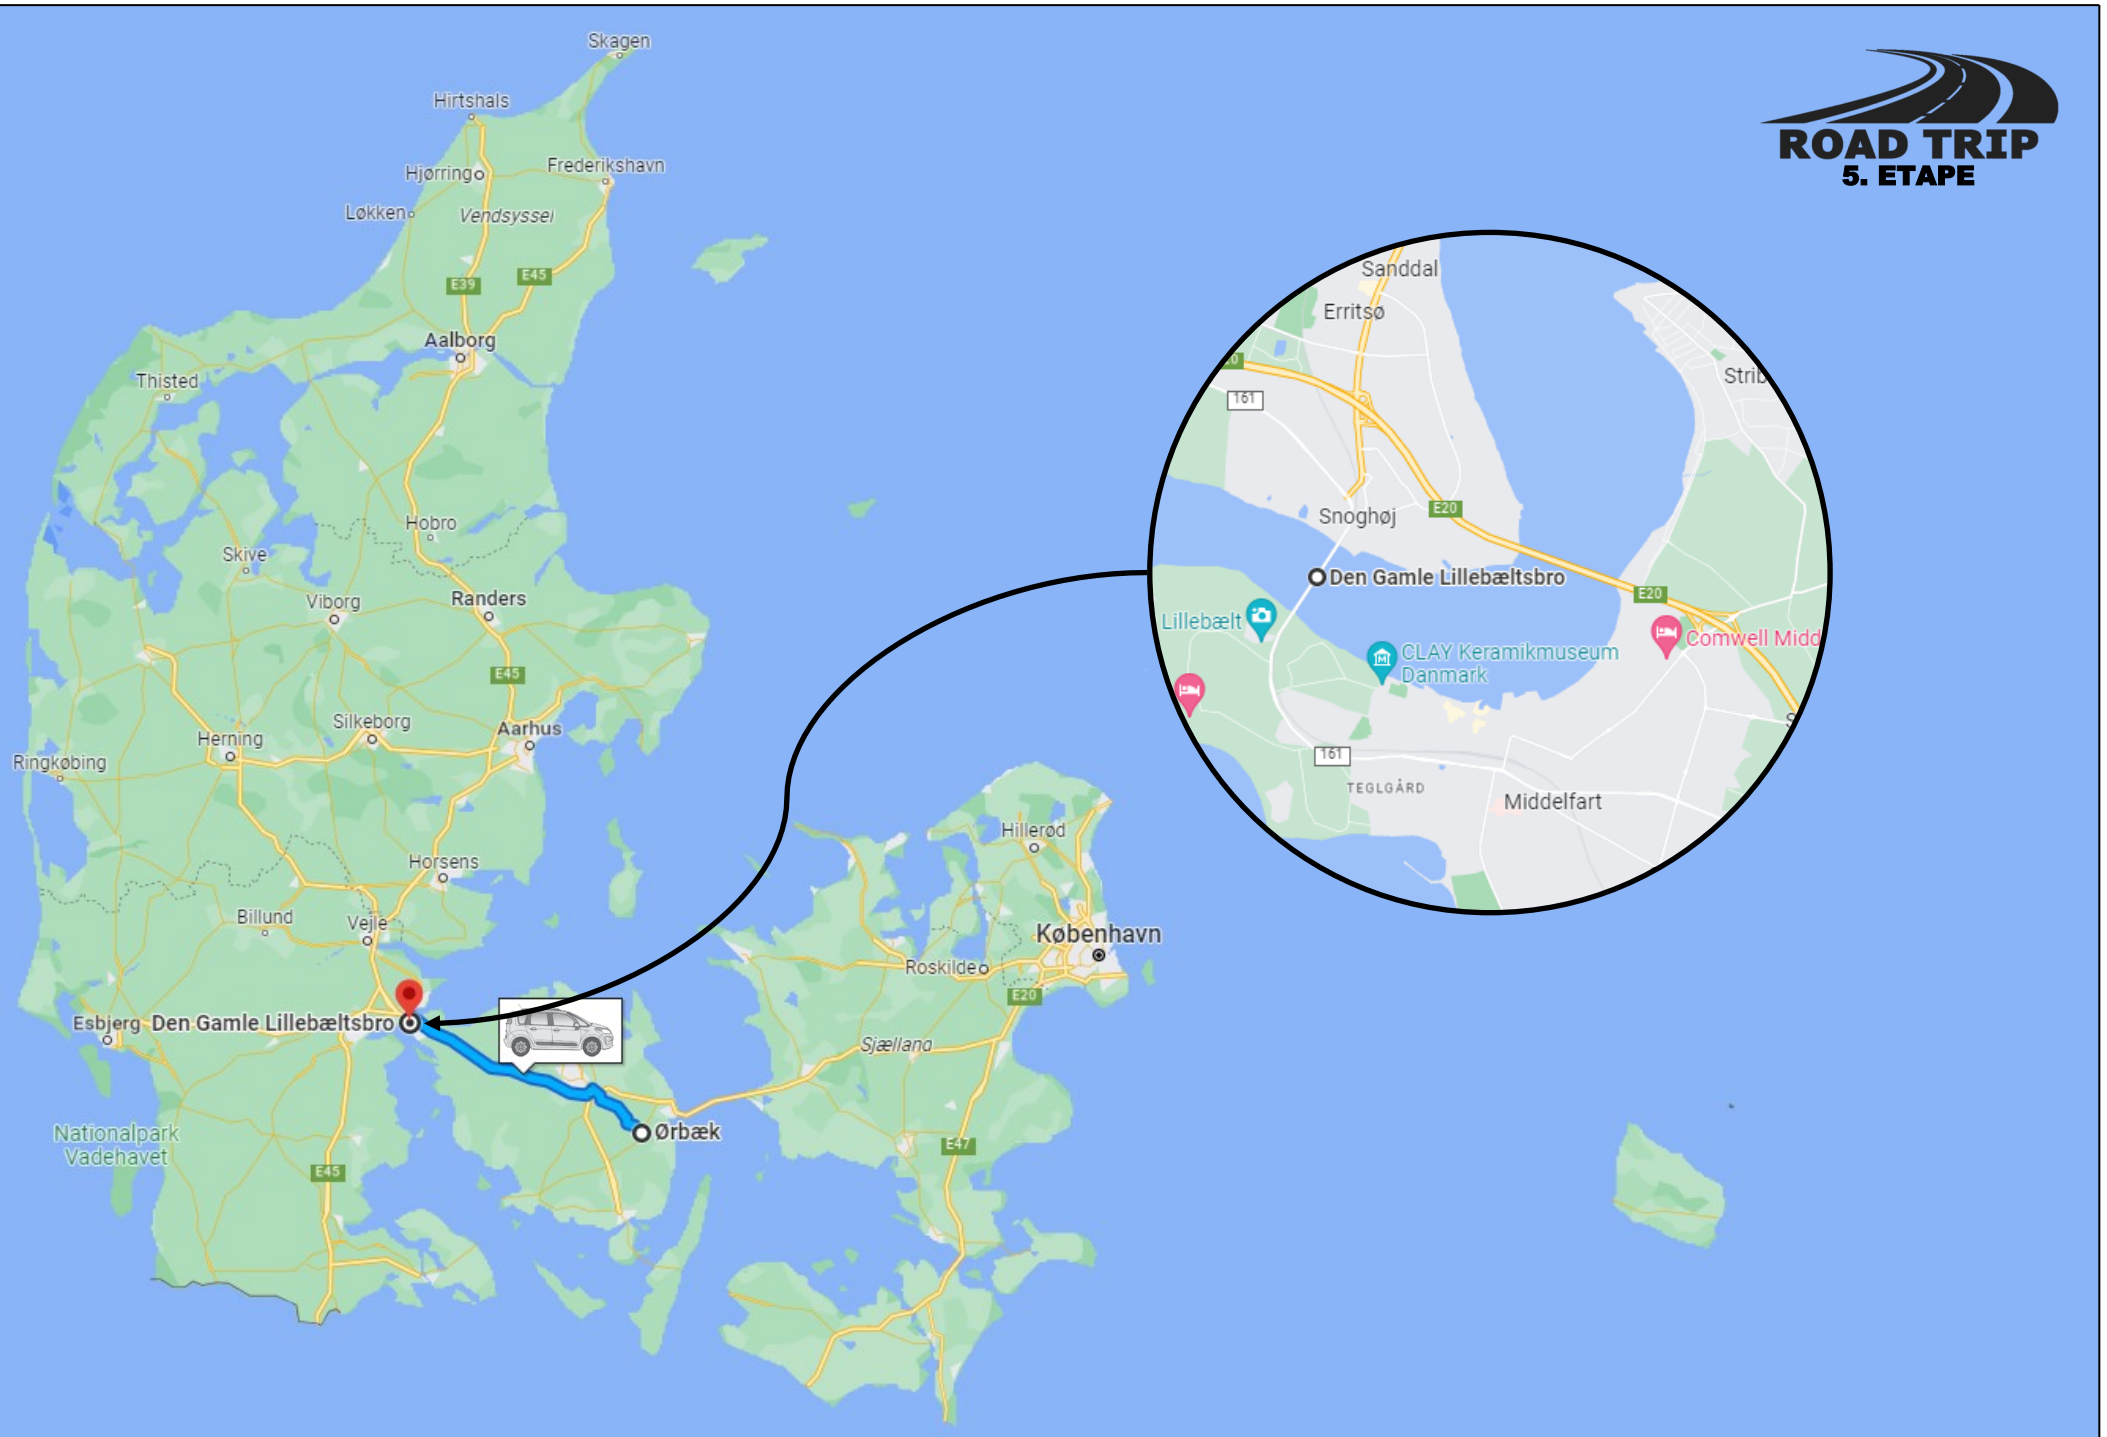 Skagen
Hirtshals
Hjørring
Frederikshavn
Løkken
Vendsyssel
E39
E45
Aalborg
Thisted
Hobro
Skive
Viborg
Randers
E45
Silkeborg
Aarhus
Herning
Ringkøbing
Horsens
Billund
Vejle
Esbjerg
Den Gamle Lillebæltsbro
Nationalpark
Vadehavet
E45
Ørbæk
Hillerød
København
Roskilde
E20
Sjælland
E47
ROAD TRIP
5. ETAPE
Sanddal
Erritsø
Strib
161
Snoghøj
E20
Den Gamle Lillebæltsbro
E20
Lillebælt
CLAY Keramikmuseum
Danmark
Comwell Midd
161
TEGLGÅRD
Middelfart